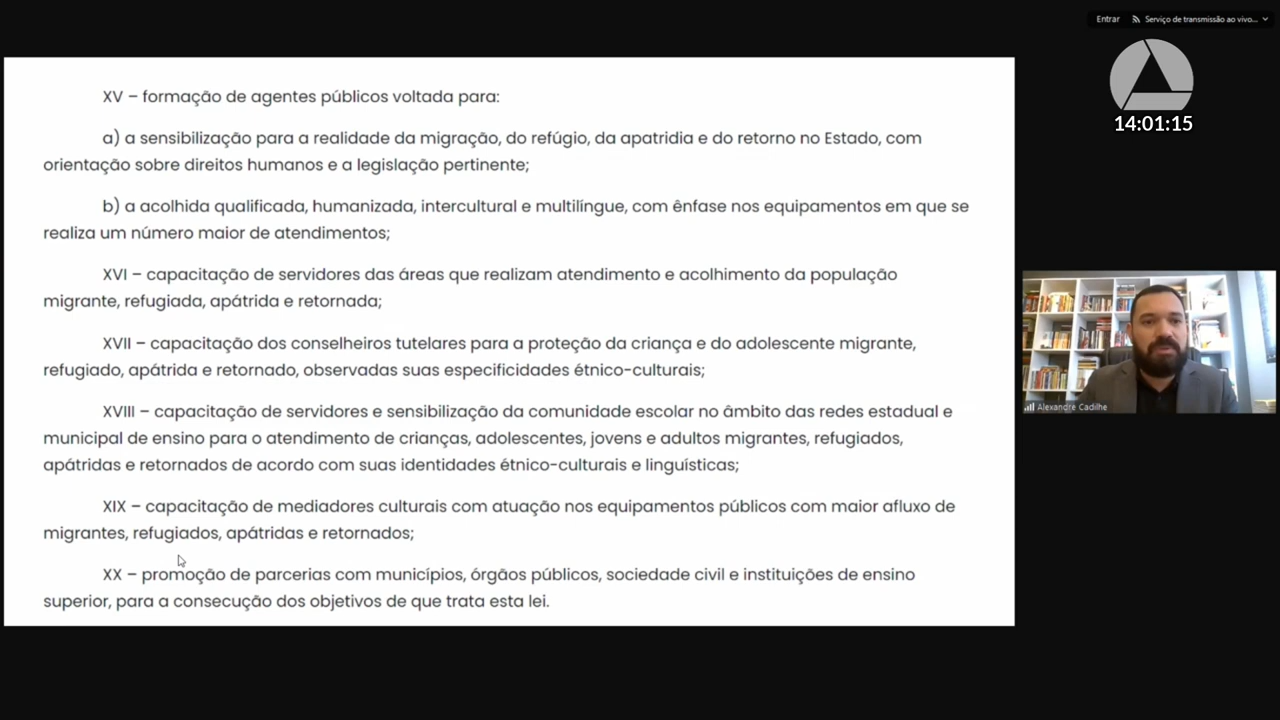 Entrar Serviço de transmissão ao vivo...
14:01:15
XV – formação de agentes públicos voltada para:
a) a sensibilização para a realidade da migração, do refúgio, da apatridia e do retorno no Estado, com
orientação sobre direitos humanos e a legislação pertinente;
b) a acolhida qualificada, humanizada, intercultural e multilíngue, com ênfase nos equipamentos em que se
realiza um número maior de atendimentos;
XVI – capacitação de servidores das áreas que realizam atendimento e acolhimento da população
migrante, refugiada, apátrida e retornada;
XVII – capacitação dos conselheiros tutelares para a proteção da criança e do adolescente migrante,
refugiado, apátrida e retornado, observadas suas especificidades étnico-culturais;
XVIII – capacitação de servidores e sensibilização da comunidade escolar no âmbito das redes estadual e
municipal de ensino para o atendimento de crianças, adolescentes, jovens e adultos migrantes, refugiados,
apátridas e retornados de acordo com suas identidades étnico-culturais e linguísticas;
XIX – capacitação de mediadores culturais com atuação nos equipamentos públicos com maior afluxo de
migrantes, refugiados, apátridas e retornados;
XX – promoção de parcerias com municípios, órgãos públicos, sociedade civil e instituições de ensino
superior, para a consecução dos objetivos de que trata esta lei.
Alexandre Cadilhe